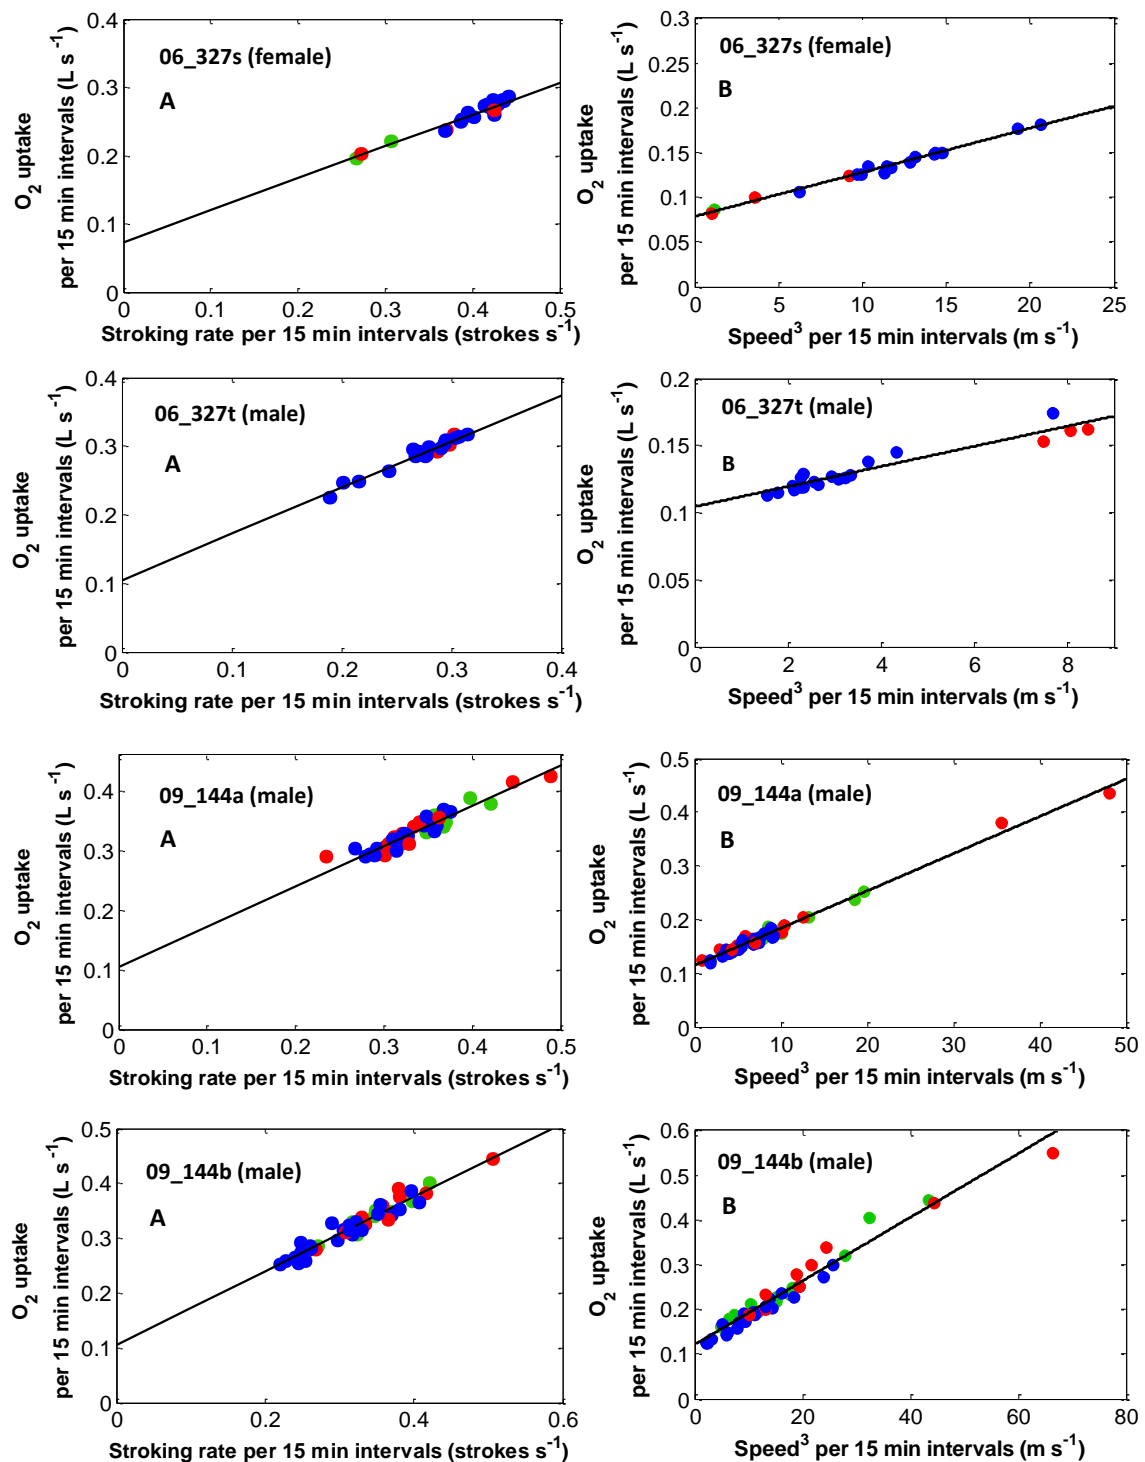 06_327s (female)
A
O2 uptake
per 15 min intervals (L s-1)
0.4
0.3
0.2
0.1
0
0 0.1 0.2 0.3 0.4 0.5
Stroking rate per 15 min intervals (strokes s-1)
06_327s (female)
B
O2 uptake
per 15 min intervals (L s-1)
0.3
0.25
0.2
0.15
0.1
0.05
0
0 5 10 15 20 25
Speed3 per 15 min intervals (m s-1)
06_327t (male)
A
O2 uptake
per 15 min intervals (L s-1)
0.4
0.3
0.2
0.1
0
0 0.1 0.2 0.3 0.4
Stroking rate per 15 min intervals (strokes s-1)
06_327t (male)
B
O2 uptake
per 15 min intervals (L s-1)
0.2
0.15
0.1
0.05
0
0 2 4 6 8
Speed3 per 15 min intervals (m s-1)
09_144a (male)
A
O2 uptake
per 15 min intervals (L s-1)
0.4
0.3
0.2
0.1
0
0 0.1 0.2 0.3 0.4 0.5
Stroking rate per 15 min intervals (strokes s-1)
09_144a (male)
B
O2 uptake
per 15 min intervals (L s-1)
0.5
0.4
0.3
0.2
0.1
0
0 10 20 30 40 50
Speed3 per 15 min intervals (m s-1)
09_144b (male)
A
O2 uptake
per 15 min intervals (L s-1)
0.5
0.4
0.3
0.2
0.1
0
0 0.2 0.4 0.6
Stroking rate per 15 min intervals (strokes s-1)
09_144b (male)
B
O2 uptake
per 15 min intervals (L s-1)
0.6
0.5
0.4
0.3
0.2
0.1
0
0 20 40 60 80
Speed3 per 15 min intervals (m s-1)